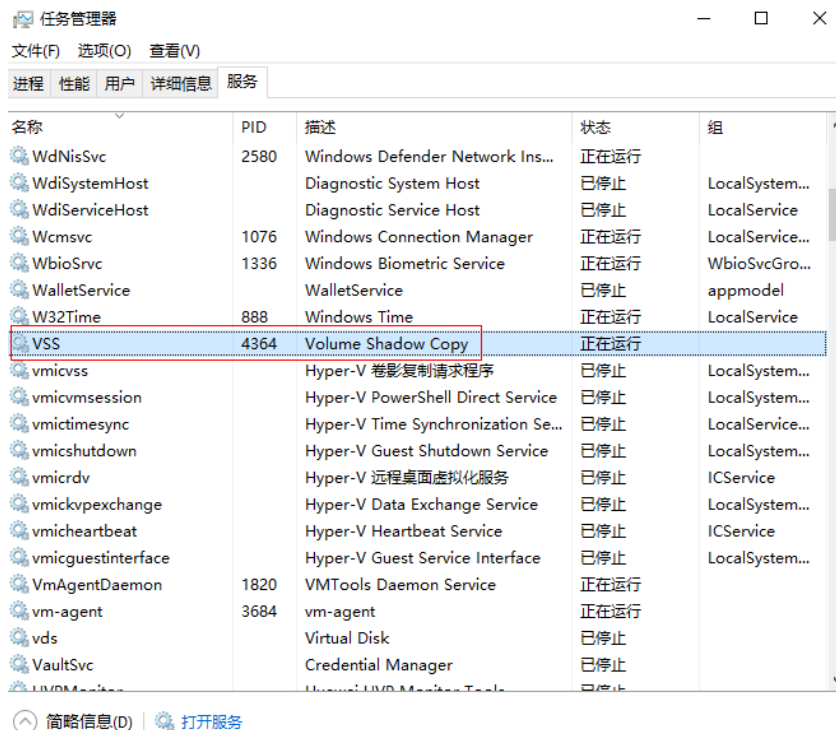 任务管理器
文件(F) 选项(O) 查看(V)
进程 性能 用户 详细信息 服务
名称 PID 描述 状态 组
WdNisSvc 2580 Windows Defender Network Ins... 正在运行
WdiSystemHost Diagnostic System Host 已停止 LocalSystem...
WdiServiceHost Diagnostic Service Host 已停止 LocalService
Wcmsvc 1076 Windows Connection Manager 正在运行 LocalService...
WbioSrvc 1336 Windows Biometric Service 正在运行 WbioSvcGro...
WalletService WalletService 已停止 appmodel
W32Time 888 Windows Time 正在运行 LocalService
VSS 4364 Volume Shadow Copy 正在运行
vmicvss Hyper-V 卷影复制请求程序 已停止 LocalSystem...
vmicvmsession Hyper-V PowerShell Direct Service 已停止 LocalSystem...
vmictimesync Hyper-V Time Synchronization Se... 已停止 LocalService...
vmicshutdown Hyper-V Guest Shutdown Service 已停止 LocalSystem...
vmicrdv Hyper-V 远程桌面虚拟化服务 已停止 ICService
vmickvpexchange Hyper-V Data Exchange Service 已停止 LocalSystem...
vmicheartbeat Hyper-V Heartbeat Service 已停止 ICService
vmicguestinterface Hyper-V Guest Service Interface 已停止 LocalSystem...
VmAgentDaemon 1820 VMTools Daemon Service 正在运行
vm-agent 3684 vm-agent 正在运行
vds Virtual Disk 已停止
VaultSvc Credential Manager 已停止
简略信息(D) 打开服务